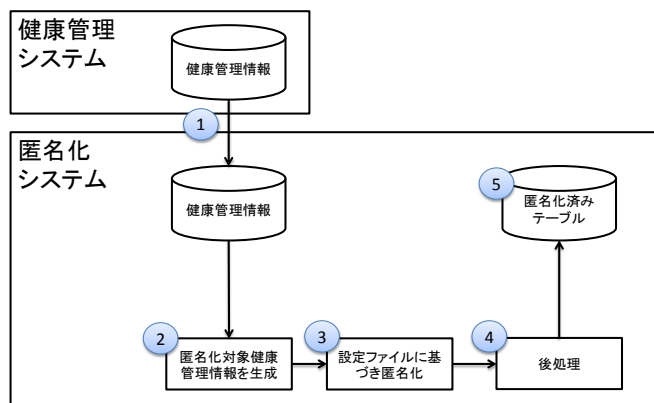 健康管理
システム
健康管理情報
1
匿名化
システム
健康管理情報
5
匿名化済み
テーブル
2
匿名化対象健康
管理情報を生成
3
設定ファイルに基
づき匿名化
4
後処理